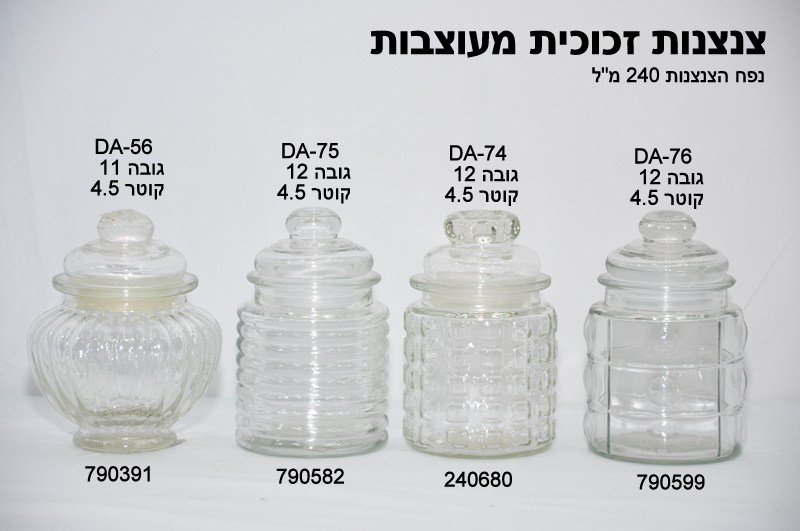 צנצנות זכוכית מעוצבות
נפח הצנצנות 240 מ"ל
DA-56
גובה 11
קוטר 4.5
DA-75
גובה 12
קוטר 4.5
DA-74
גובה 12
קוטר 4.5
DA-76
גובה 12
קוטר 4.5
790391
790582
240680
790599